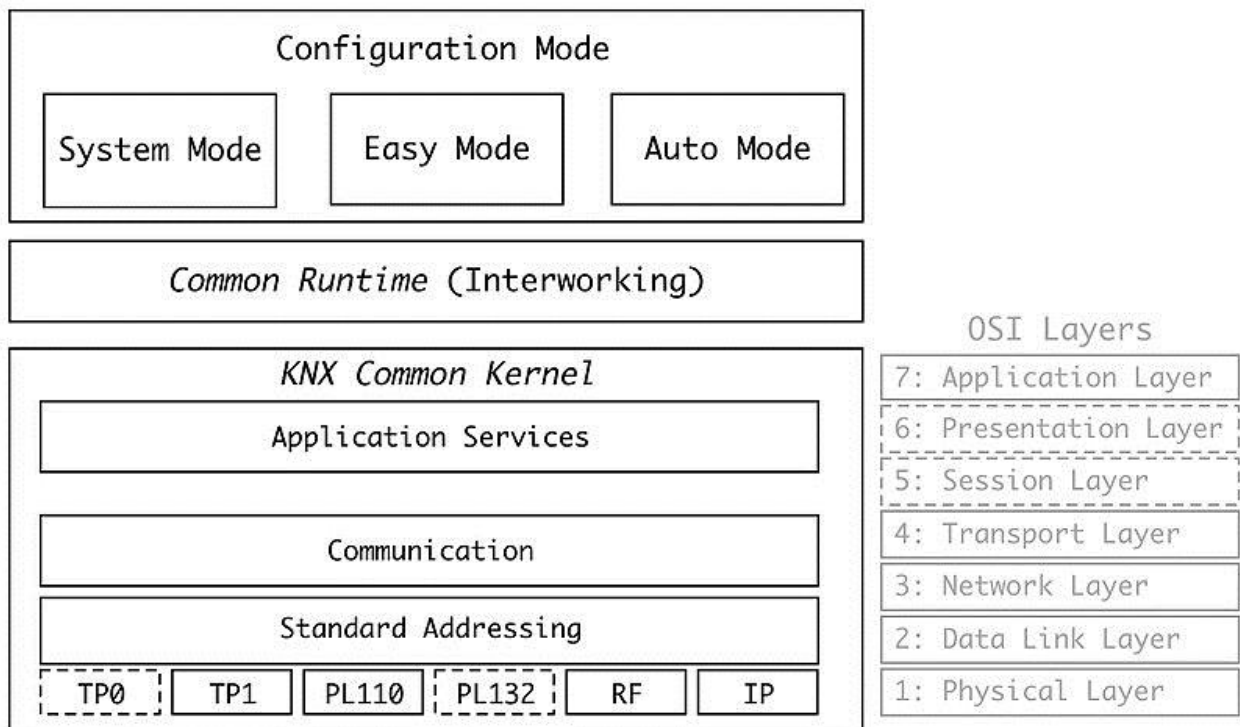 Configuration Mode
System Mode
Easy Mode
Auto Mode
Common Runtime (Interworking)
KNX Common Kernel
Application Services
Communication
Standard Addressing
TP0
TP1
PL110
PL132
RF
IP
OSI Layers
7: Application Layer
6: Presentation Layer
5: Session Layer
4: Transport Layer
3: Network Layer
2: Data Link Layer
1: Physical Layer